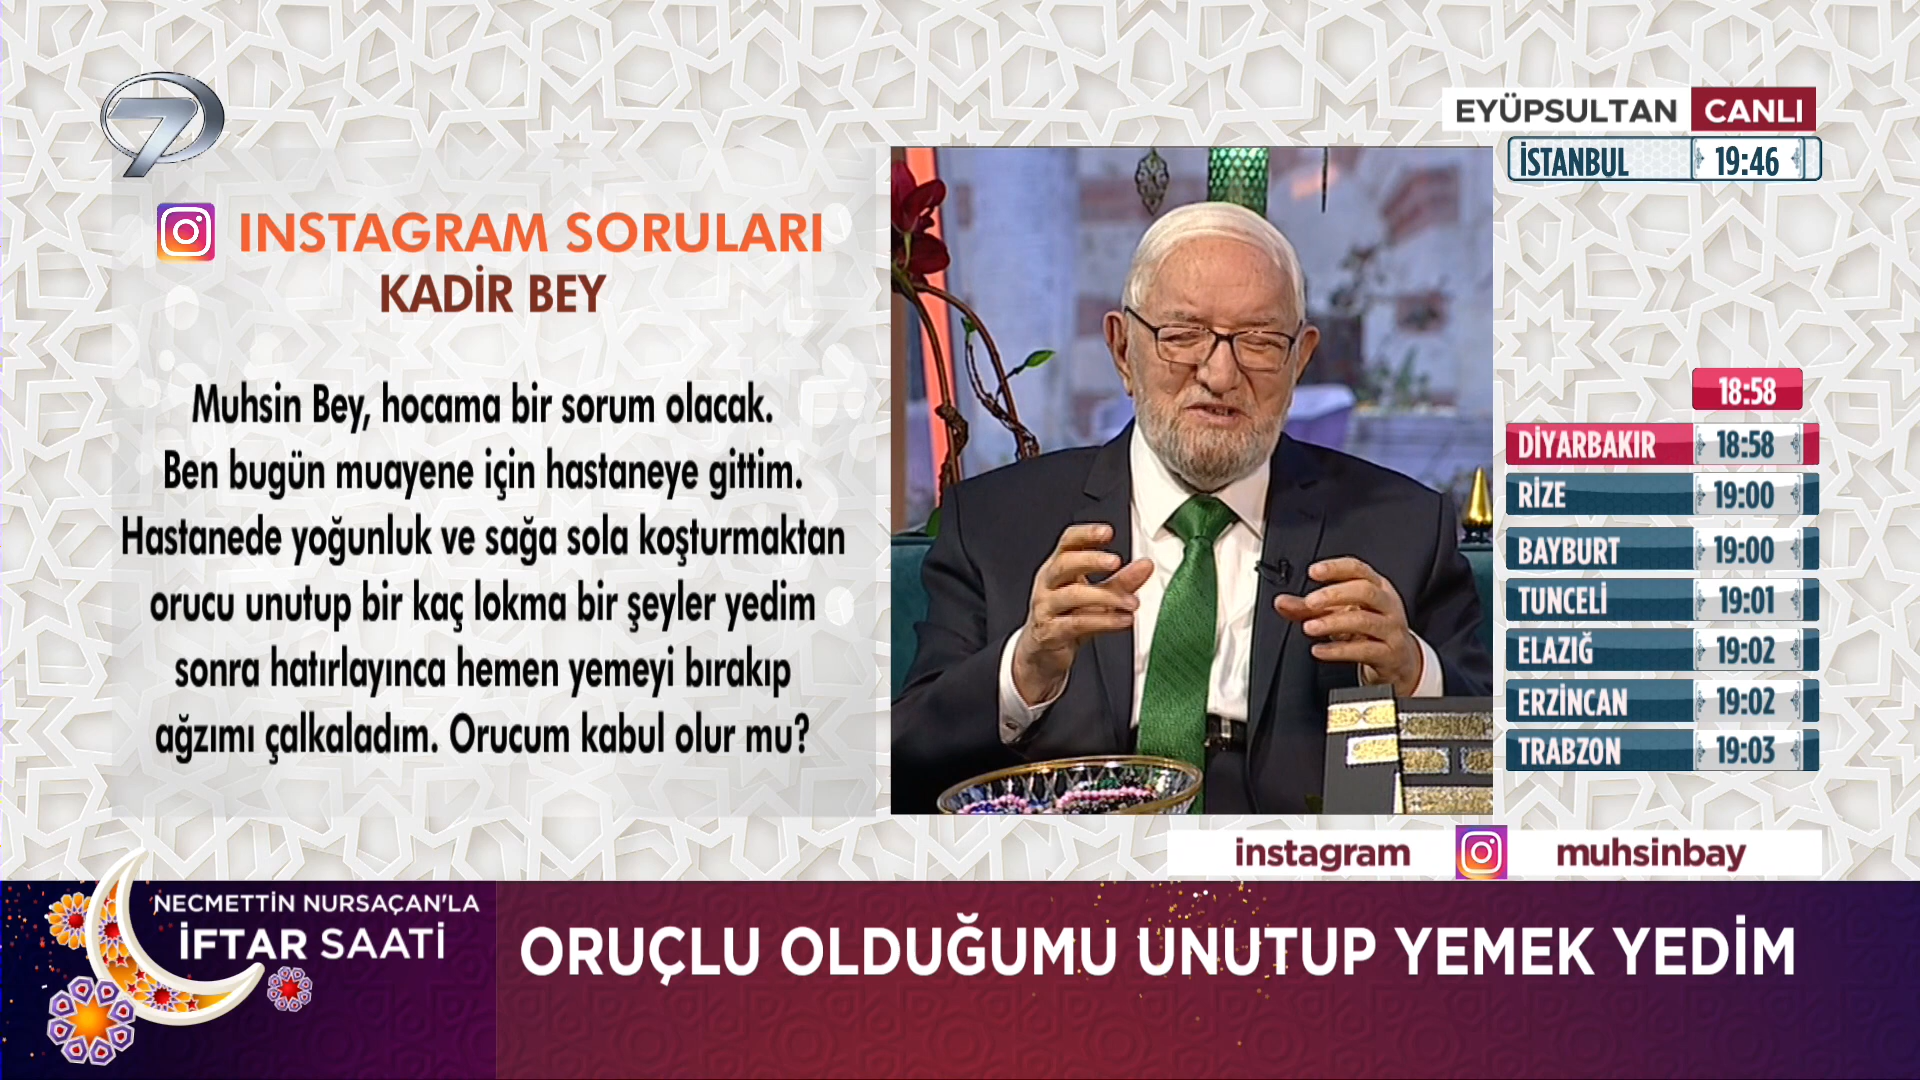 7
EYÜPSULTAN CANLI
İSTANBUL 19:46
INSTAGRAM SORULARI
KADİR BEY
Muhsin Bey, hocama bir sorum olacak.
Ben bugün muayene için hastaneye gittim.
Hastanede yoğunluk ve sağa sola koşturmaktan
orucu unutup bir kaç lokma bir şeyler yedim
sonra hatırlayınca hemen yemeyi bırakıp
ağzımı çalkaladım. Orucum kabul olur mu?
18:58
DİYARBAKIR 18:58
RİZE 19:00
BAYBURT 19:00
TUNCELİ 19:01
ELAZIĞ 19:02
ERZİNCAN 19:02
TRABZON 19:03
instagram muhsinbay
NECMETTİN NURSAÇAN'LA
İFTAR SAATİ
ORUÇLU OLDUĞUMU UNUTUP YEMEK YEDİM